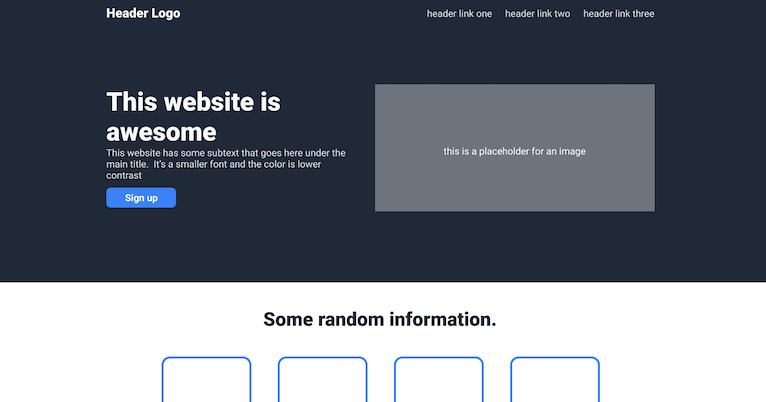 Header Logo
header link one
header link two
header link three
This website is
awesome
This website has some subtext that goes here under the
main title.  It's a smaller font and the color is lower
contrast
Sign up
this is a placeholder for an image
Some random information.